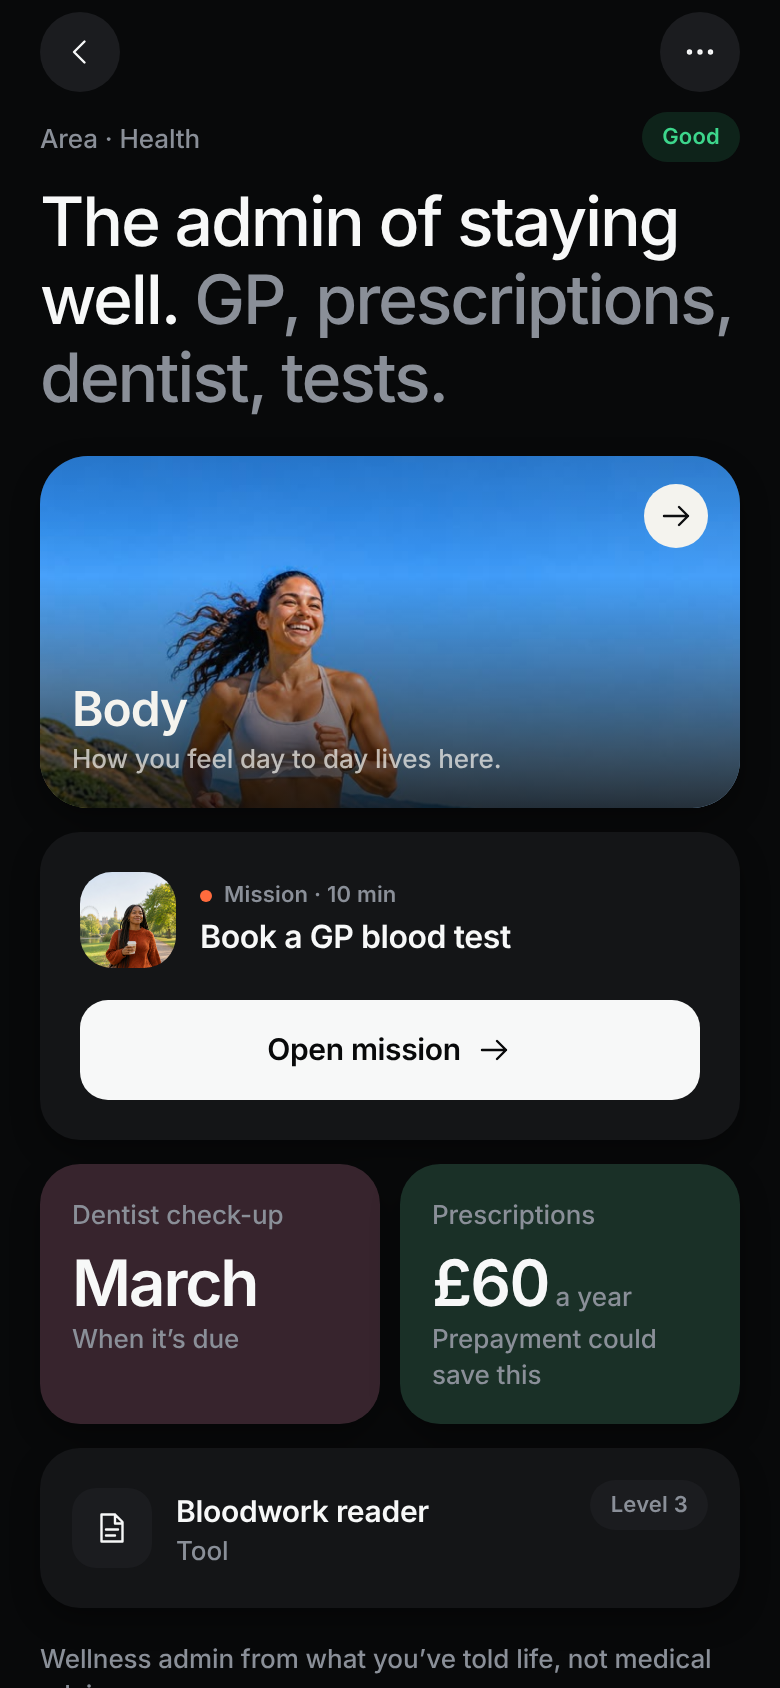 Area · Health
Good
The admin of staying
well. GP, prescriptions,
dentist, tests.
Body
How you feel day to day lives here.
Mission · 10 min
Book a GP blood test
Open mission
Dentist check-up
March
When it’s due
Prescriptions
£60 a year
Prepayment could
save this
Bloodwork reader
Level 3
Tool
Wellness admin from what you’ve told life, not medical